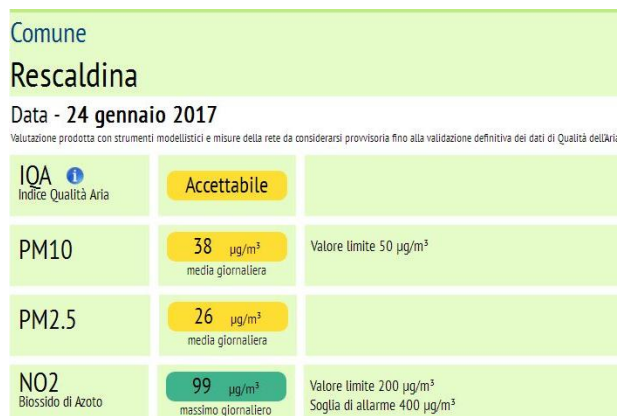 Comune
Rescaldina
Data - 24 gennaio 2017
Valutazione prodotta con strumenti modellistici e misure della rete da considerarsi provvisoria fino alla validazione definitiva dei dati di Qualità dell'Aria
IQA i
Indice Qualità Aria
Accettabile
PM10
38 µg/m³
media giornaliera
Valore limite 50 µg/m³
PM2.5
26 µg/m³
media giornaliera
NO2
Biossido di Azoto
99 µg/m³
massimo giornaliero
Valore limite 200 µg/m³
Soglia di allarme 400 µg/m³